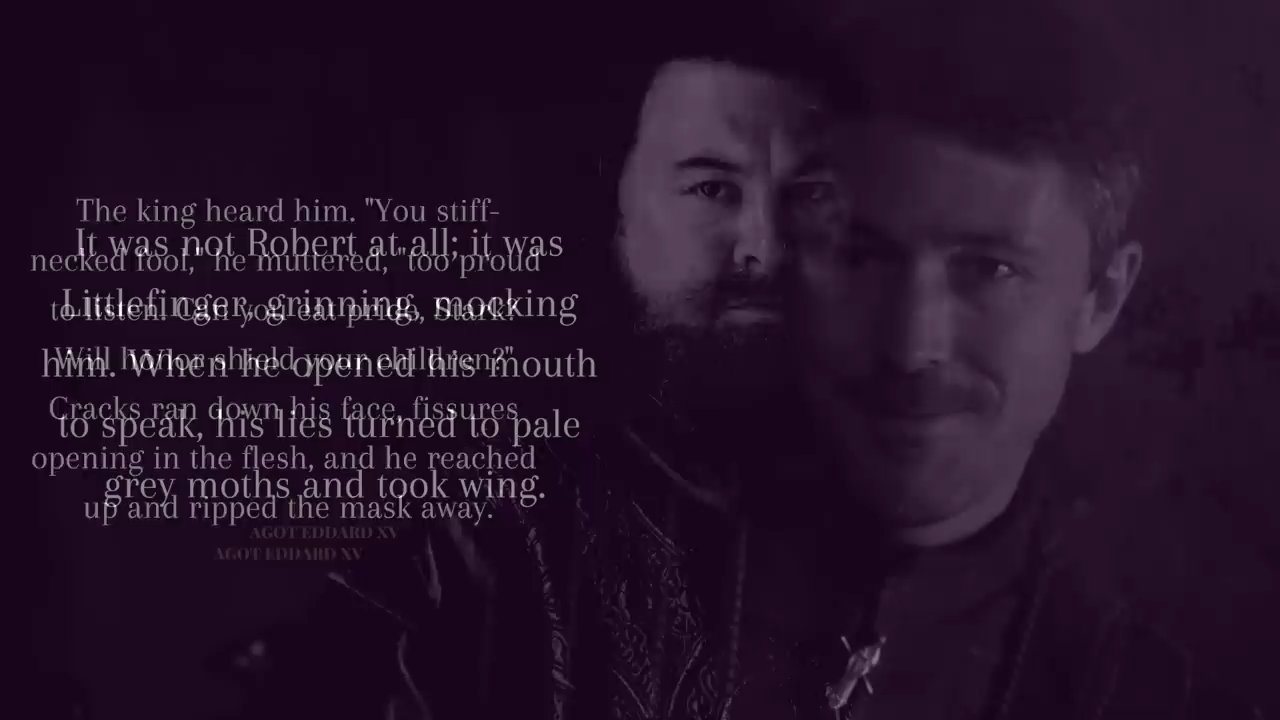 The king heard him. "You stiff-
necked fool," he muttered, "too proud
to listen. Can you eat pride, Stark?
Will honor shield your children?"
Cracks ran down his face, fissures
opening in the flesh, and he reached
up and ripped the mask away.
AGOT EDDARD XV
It was not Robert at all; it was
Littlefinger, grinning, mocking
him. When he opened his mouth
to speak, his lies turned to pale
grey moths and took wing.
AGOT EDDARD XV